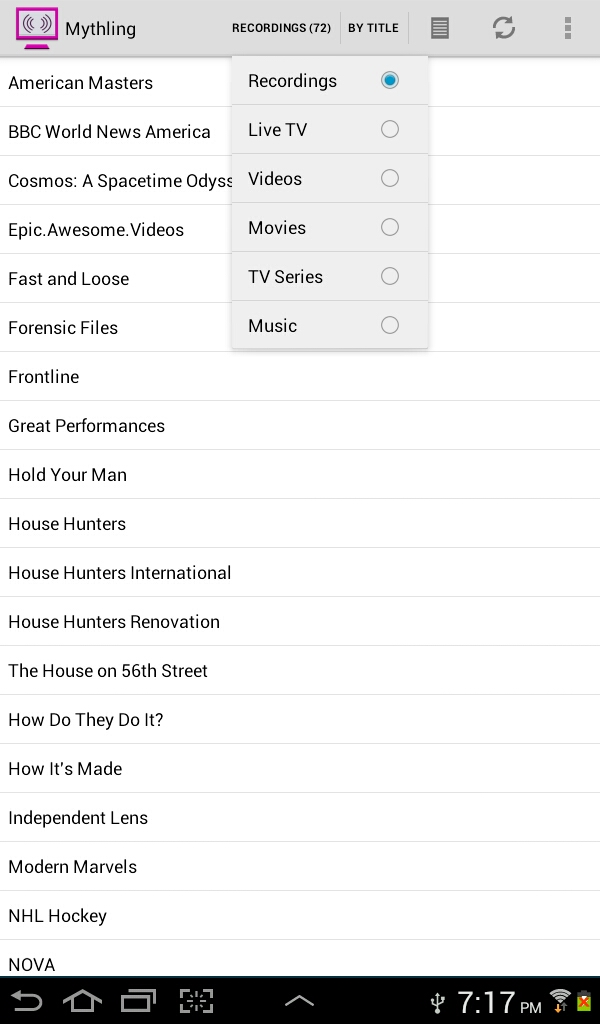 Mythling
RECORDINGS (72)
BY TITLE
Recordings
Live TV
Videos
Movies
TV Series
Music
American Masters
BBC World News America
Cosmos: A Spacetime Odyss
Epic.Awesome.Videos
Fast and Loose
Forensic Files
Frontline
Great Performances
Hold Your Man
House Hunters
House Hunters International
House Hunters Renovation
The House on 56th Street
How Do They Do It?
How It's Made
Independent Lens
Modern Marvels
NHL Hockey
NOVA
7:17 PM